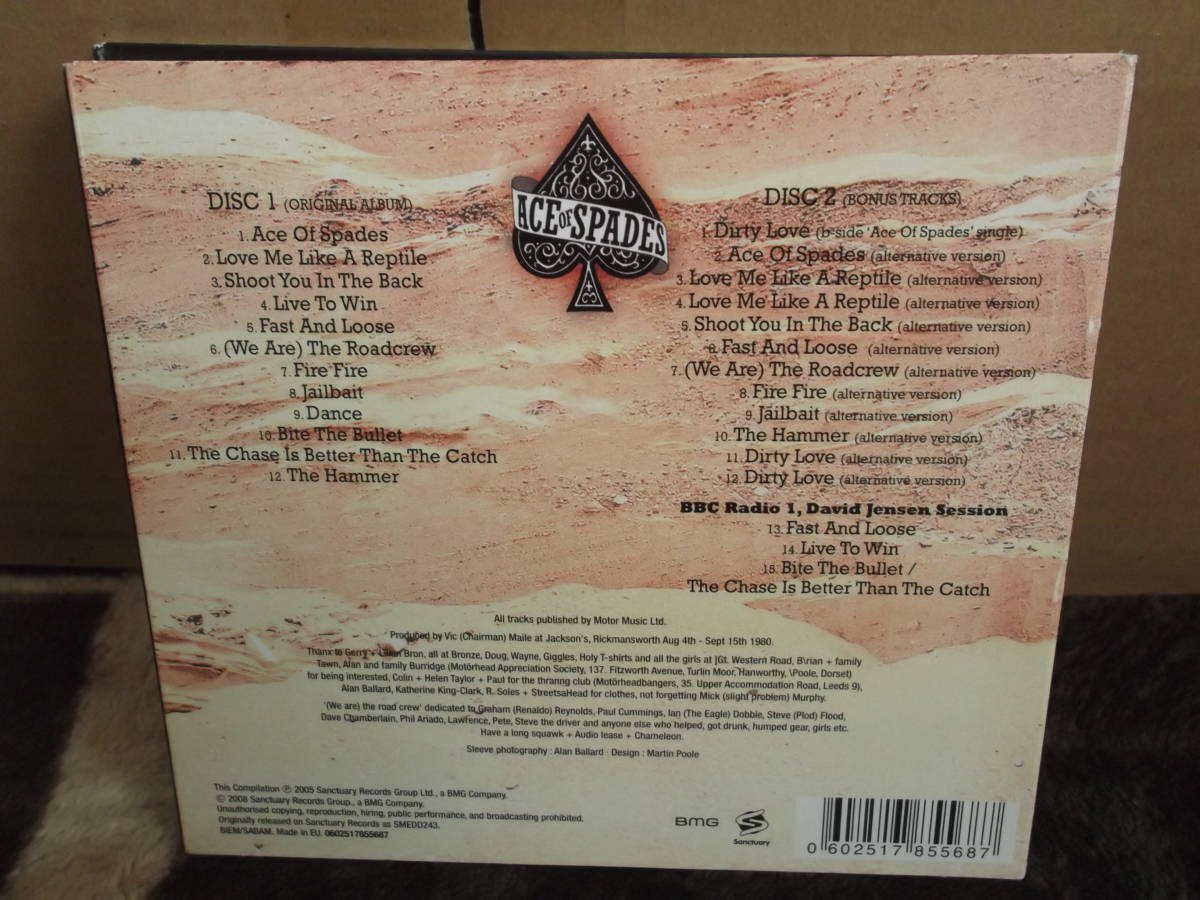 ACE OF SPADES
DISC 1 (ORIGINAL ALBUM)
1. Ace Of Spades
2. Love Me Like A Reptile
3. Shoot You In The Back
4. Live To Win
5. Fast And Loose
6. (We Are) The Roadcrew
7. Fire Fire
8. Jailbait
9. Dance
10. Bite The Bullet
11. The Chase Is Better Than The Catch
12. The Hammer
DISC 2 (BONUS TRACKS)
1. Dirty Love (b-side 'Ace Of Spades' single)
2. Ace Of Spades (alternative version)
3. Love Me Like A Reptile (alternative version)
4. Love Me Like A Reptile (alternative version)
5. Shoot You In The Back (alternative version)
6. Fast And Loose (alternative version)
7. (We Are) The Roadcrew (alternative version)
8. Fire Fire (alternative version)
9. Jailbait (alternative version)
10. The Hammer (alternative version)
11. Dirty Love (alternative version)
12. Dirty Love (alternative version)
BBC Radio 1, David Jensen Session
13. Fast And Loose
14. Live To Win
15. Bite The Bullet /
The Chase Is Better Than The Catch
All tracks published by Motor Music Ltd.
Produced by Vic (Chairman) Maile at Jackson's, Rickmansworth Aug 4th - Sept 15th 1980.
Thanx to Gerry + Lilian Bron, all at Bronze, Doug, Wayne, Giggles, Holy T-shirts and all the girls at ]Gt. Western Road, B\rian + family
Tawn, Alan and family Burridge (Motörhead Appreciation Society, 137. Fitzworth Avenue, Turlin Moor, Hanworthy, \Poole, Dorset)
for being interested, Colin + Helen Taylor + Paul for the thranng club (Motörheadbangers, 35. Upper Accommodation Road, Leeds 9),
Alan Ballard, Katherine King-Clark, R. Soles + StreetsaHead for clothes, not forgetting Mick (slight problem) Murphy.
'(We are) the road crew' dedicated to Graham (Renaldo) Reynolds, Paul Cummings, Ian (The Eagle) Dobbie, Steve (Plod) Flood,
Dave Chamberlain, Phil Ariado, Lawrence, Pete, Steve the driver and anyone else who helped, got drunk, humped gear, girls etc.
Have a long squawk + Audio lease + Chameleon.
Sleeve photography : Alan Ballard · Design : Martin Poole
This Compilation ℗ 2005 Sanctuary Records Group Ltd., a BMG Company.
© 2008 Sanctuary Records Group., a BMG Company.
Unauthorised copying, reproduction, hiring, public performance, and broadcasting prohibited.
Originally released on Sanctuary Records as SMEDD243.
BIEM/SABAM. Made in EU. 0602517855687
BMG
Sanctuary
0 602517 855687